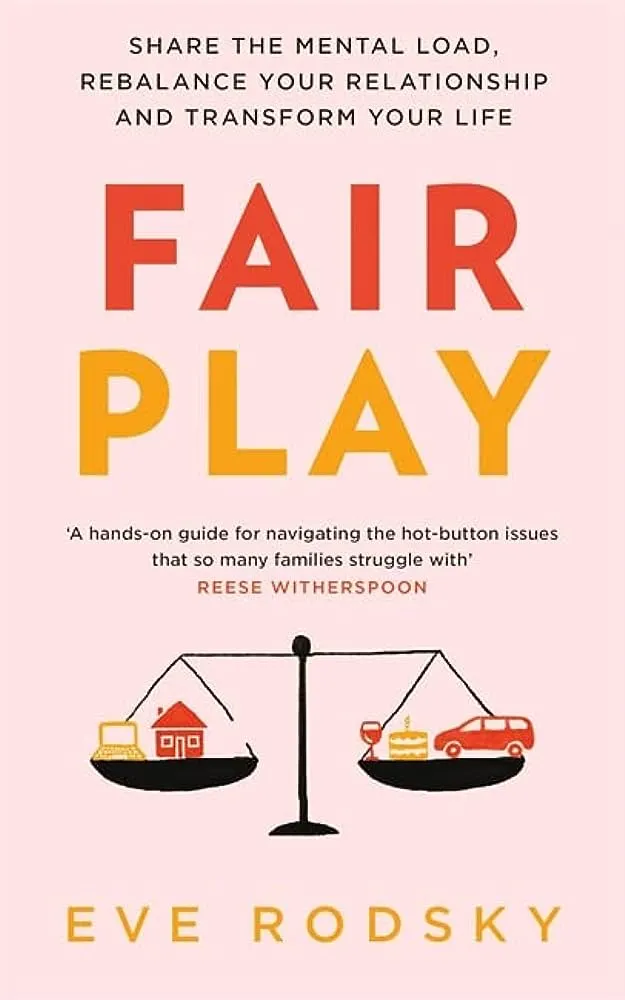 SHARE THE MENTAL LOAD,
REBALANCE YOUR RELATIONSHIP
AND TRANSFORM YOUR LIFE
FAIR
PLAY
‘A hands-on guide for navigating the hot-button issues
that so many families struggle with’
REESE WITHERSPOON
EVE RODSKY